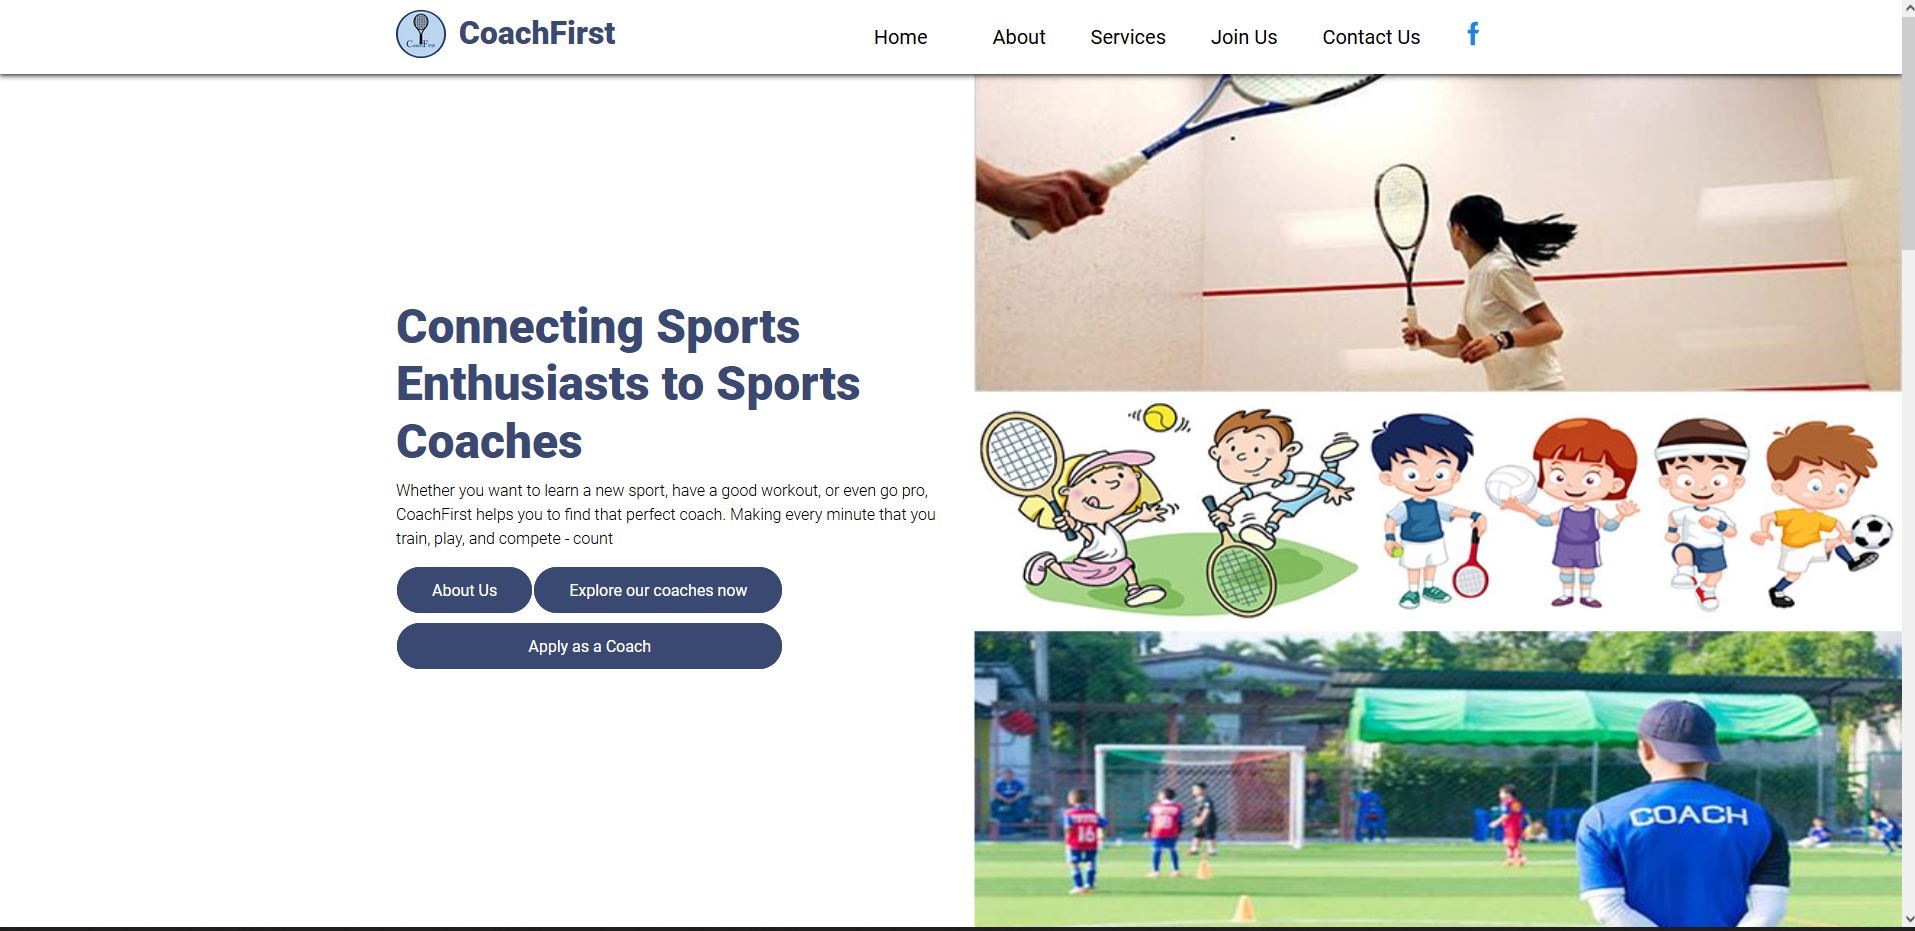 CoachFirst
CoachFirst
Home About Services Join Us Contact Us f
Connecting Sports
Enthusiasts to Sports
Coaches
Whether you want to learn a new sport, have a good workout, or even go pro,
CoachFirst helps you to find that perfect coach. Making every minute that you
train, play, and compete - count
About Us Explore our coaches now
Apply as a Coach
COACH
16